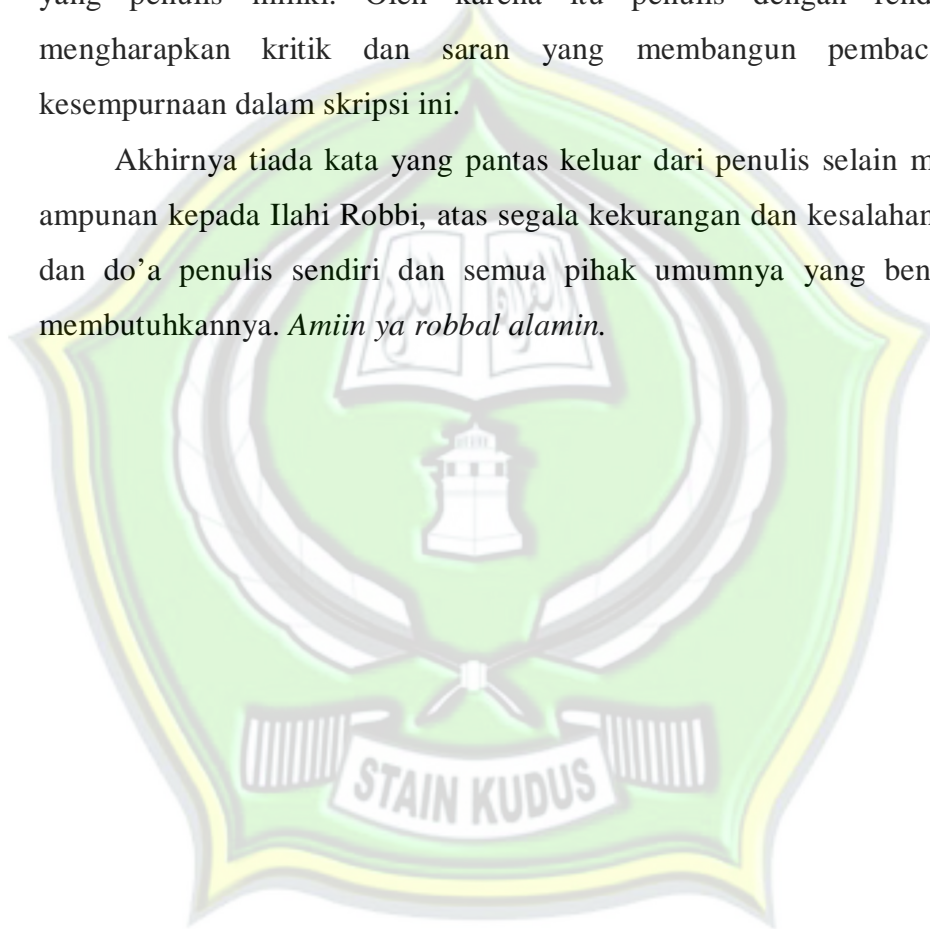 yang penulis miliki. Oleh karena itu penulis dengan
mengharapkan kritik dan saran yang membangun
kesempurnaan dalam skripsi ini.
Akhirnya tiada kata yang pantas keluar dari penulis selain
ampunan kepada Ilahi Robbi, atas segala kekurangan dan kesalahan
dan do’a penulis sendiri dan semua pihak umumnya yang
membutuhkannya. Amiin ya robbal alamin.
STAIN KUDUS